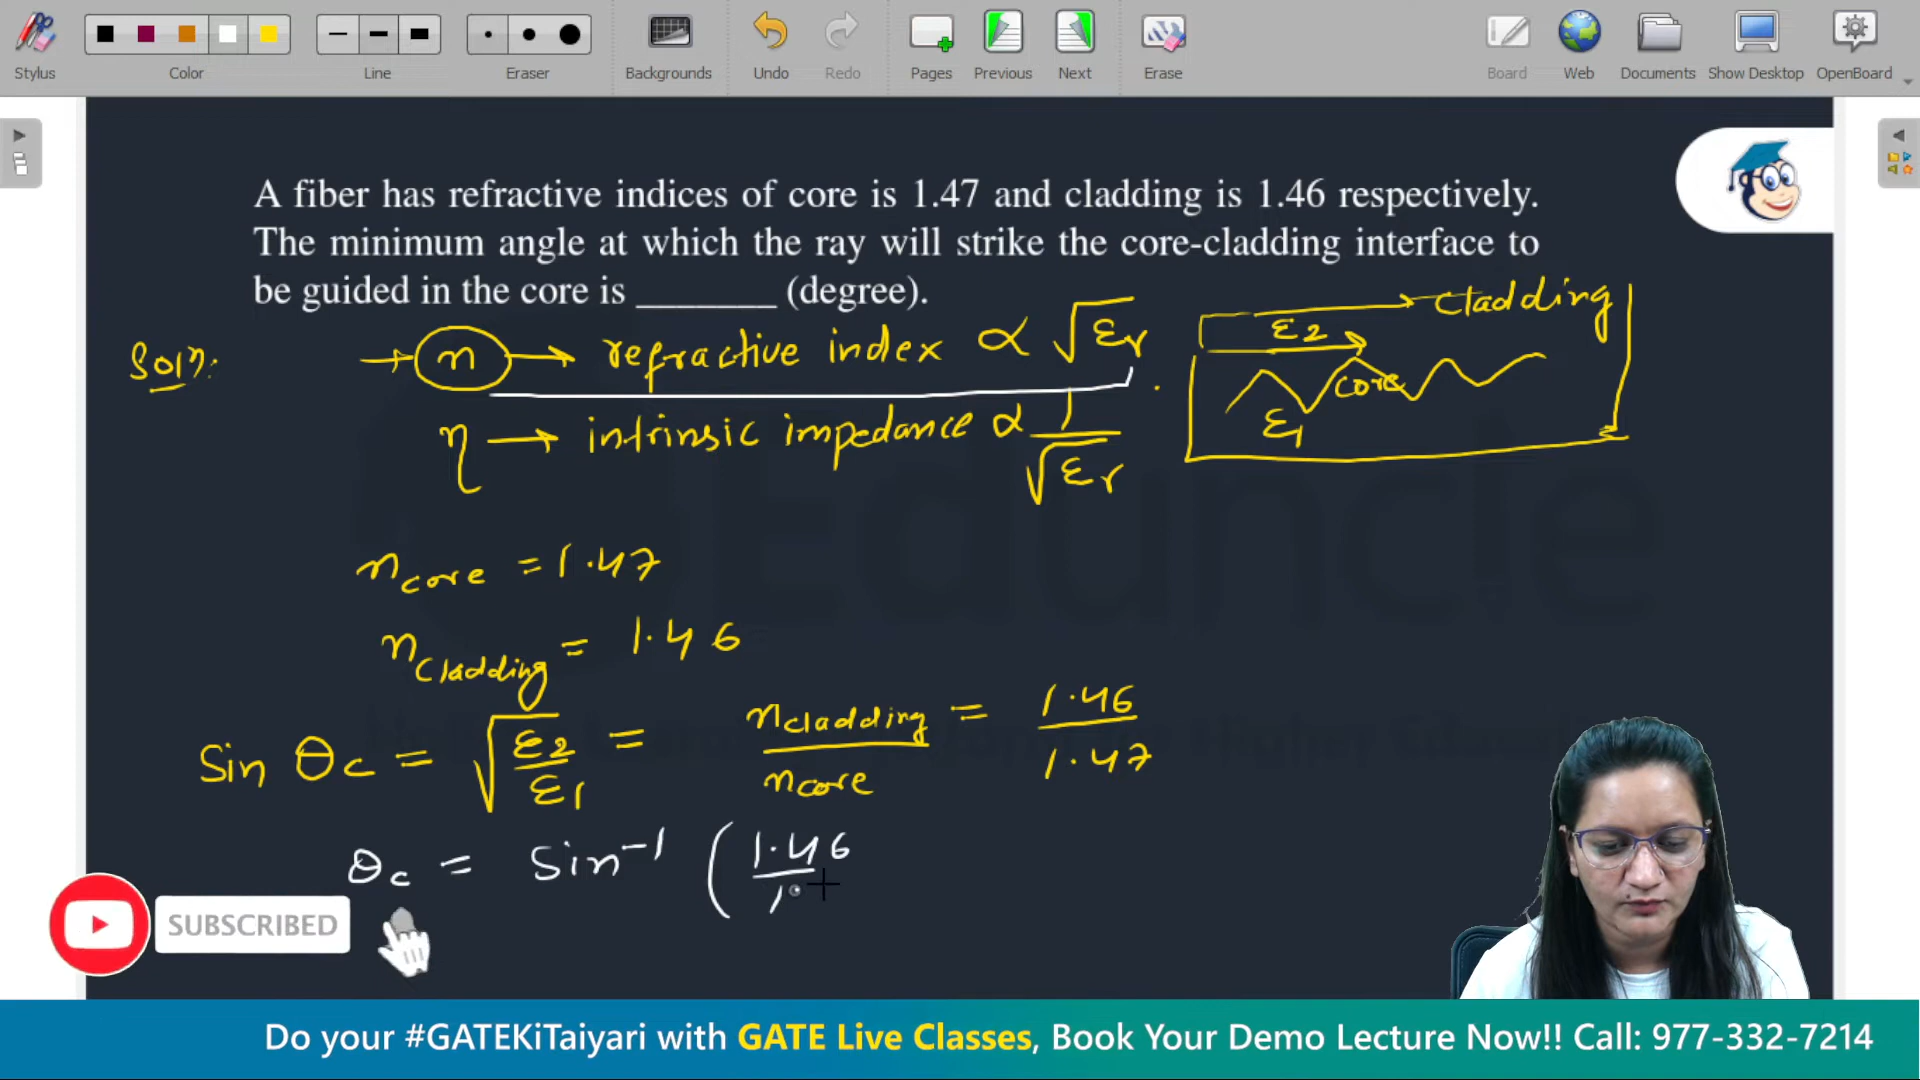 Stylus Color Line Eraser Backgrounds Undo Redo Pages Previous Next Erase Board Web Documents Show Desktop OpenBoard
A fiber has refractive indices of core is 1.47 and cladding is 1.46 respectively.
The minimum angle at which the ray will strike the core-cladding interface to
be guided in the core is _______ (degree).
Soln:
n → refractive index ∝ √εr
η → intrinsic impedance ∝ 1/√εr
cladding
ε2
core
ε1
n core = 1.47
n cladding = 1.46
Sin θc = √ε2/ε1 = n cladding / n core = 1.46/1.47
θc = Sin⁻¹ (1.46/1.
SUBSCRIBED
Do your #GATEKiTaiyari with GATE Live Classes, Book Your Demo Lecture Now!! Call: 977-332-7214